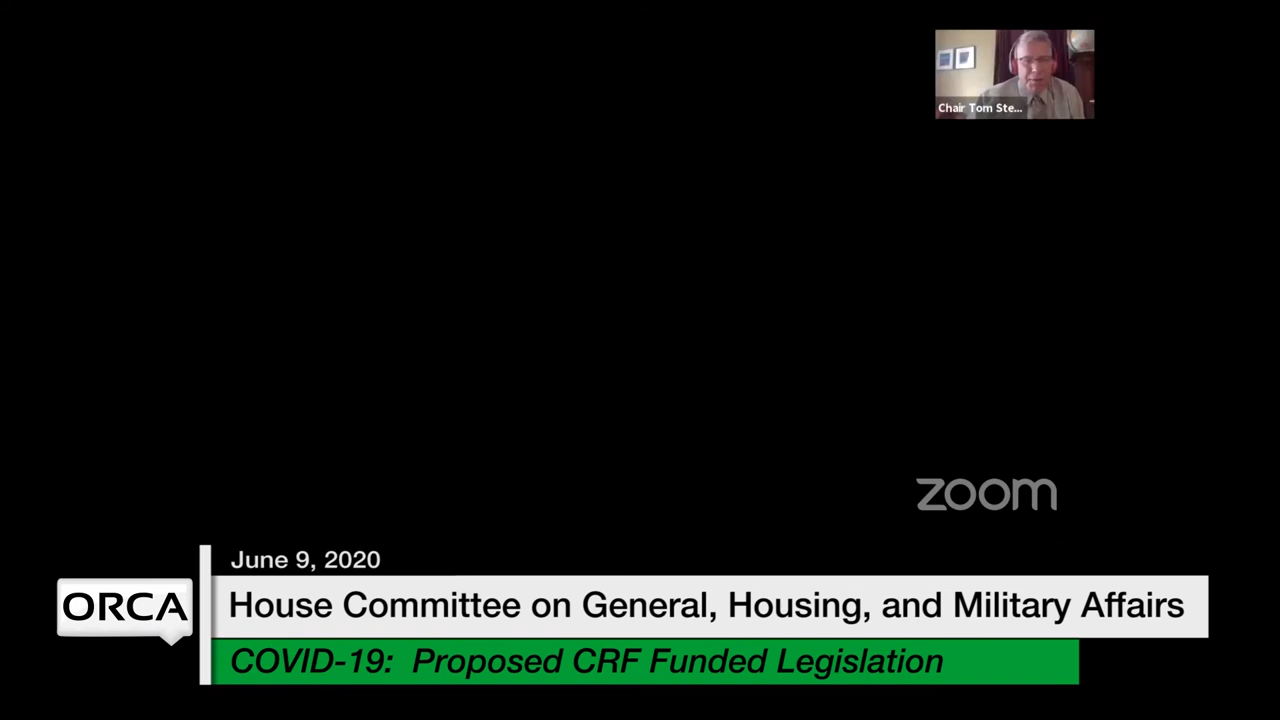 Chair Tom Ste...
zoom
June 9, 2020
ORCA
House Committee on General, Housing, and Military Affairs
COVID-19: Proposed CRF Funded Legislation